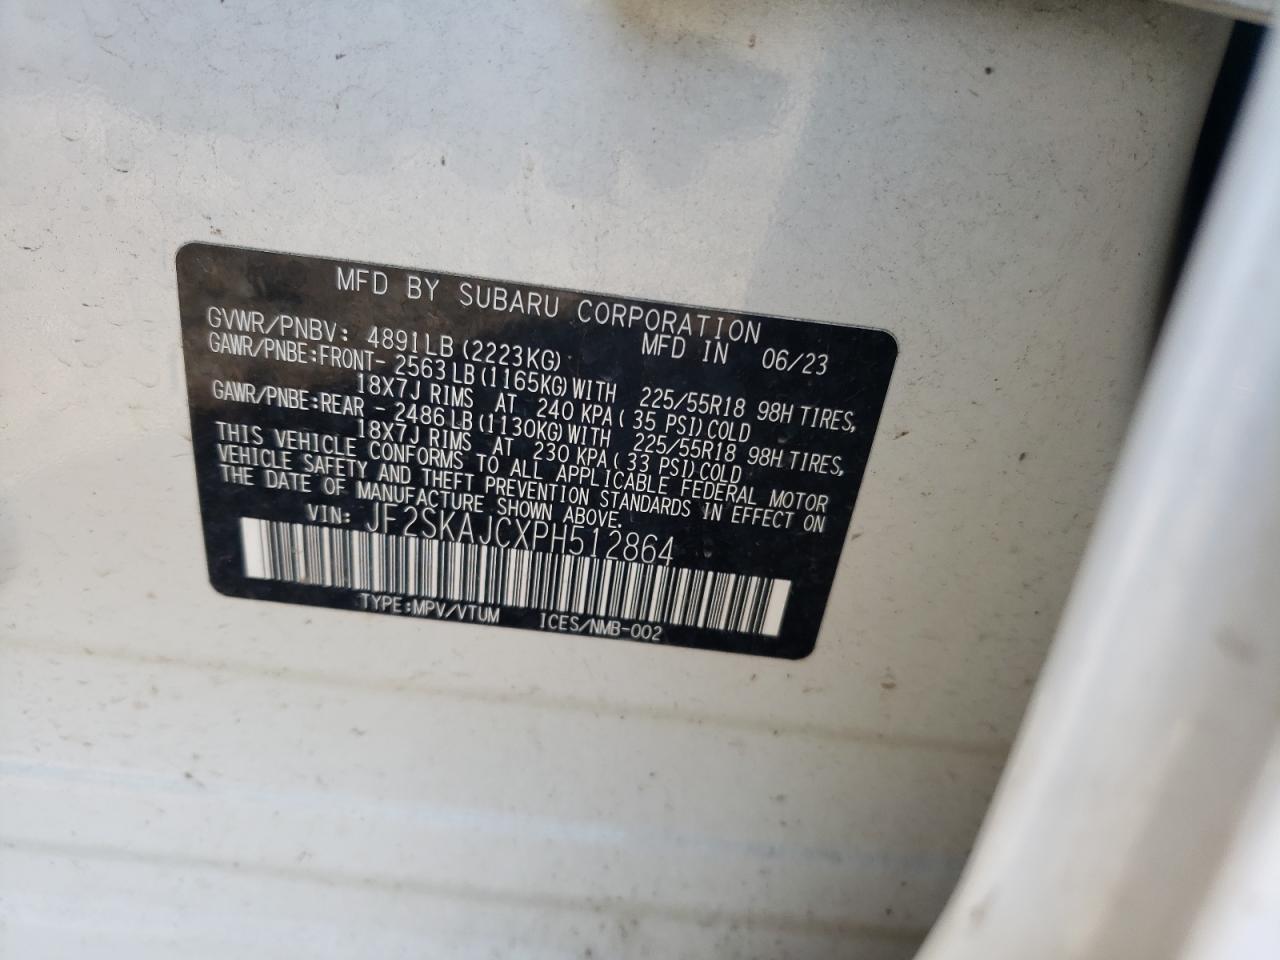 MFD BY SUBARU CORPORATION
MFD IN 06/23
GVWR/PNBV: 4891LB (2223KG)
GAWR/PNBE:FRONT- 2563LB(1165KG)WITH 225/55R18 98H TIRES,
18X7J RIMS AT 240 KPA( 35 PSI)COLD
GAWR/PNBE:REAR - 2486LB(1130KG)WITH 225/55R18 98H TIRES,
18X7J RIMS AT 230 KPA( 33 PSI)COLD
THIS VEHICLE CONFORMS TO ALL APPLICABLE FEDERAL MOTOR
VEHICLE SAFETY AND THEFT PREVENTION STANDARDS IN EFFECT ON
THE DATE OF MANUFACTURE SHOWN ABOVE.
VIN: JF2SKAJCXPH512864
TYPE:MPV/VTUM ICES/NMB-002